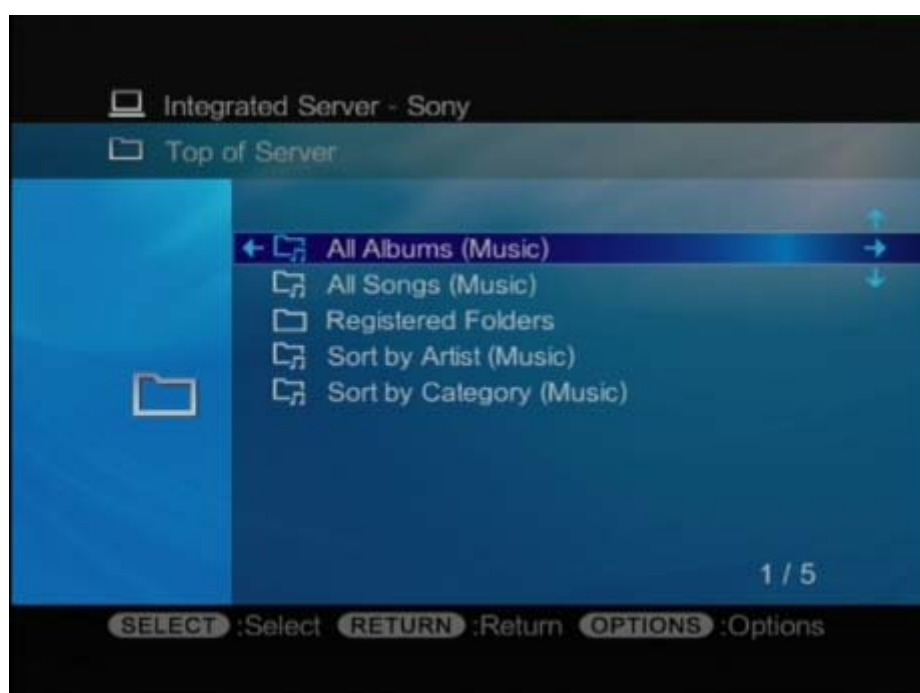 Integrated Server - Sony
Top of Server
All Albums (Music)
All Songs (Music)
Registered Folders
Sort by Artist (Music)
Sort by Category (Music)
1 / 5
SELECT :Select RETURN :Return OPTIONS :Options